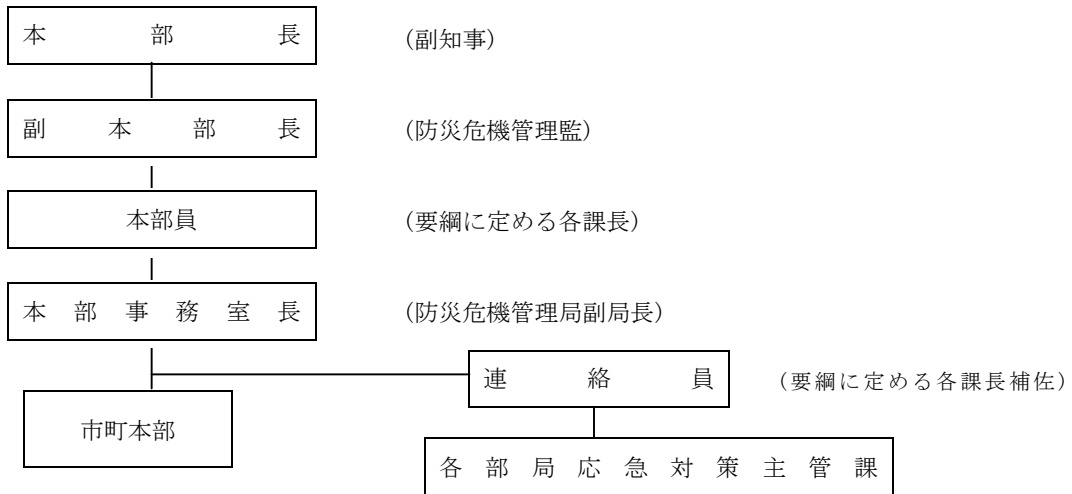 本部長 (副知事)
副本部長 (防災危機管理監)
本部員 (要綱に定める各課長)
本部事務室長 (防災危機管理局副局長)
連絡員 (要綱に定める各課長補佐)
市町本部
各部局応急対策主管課